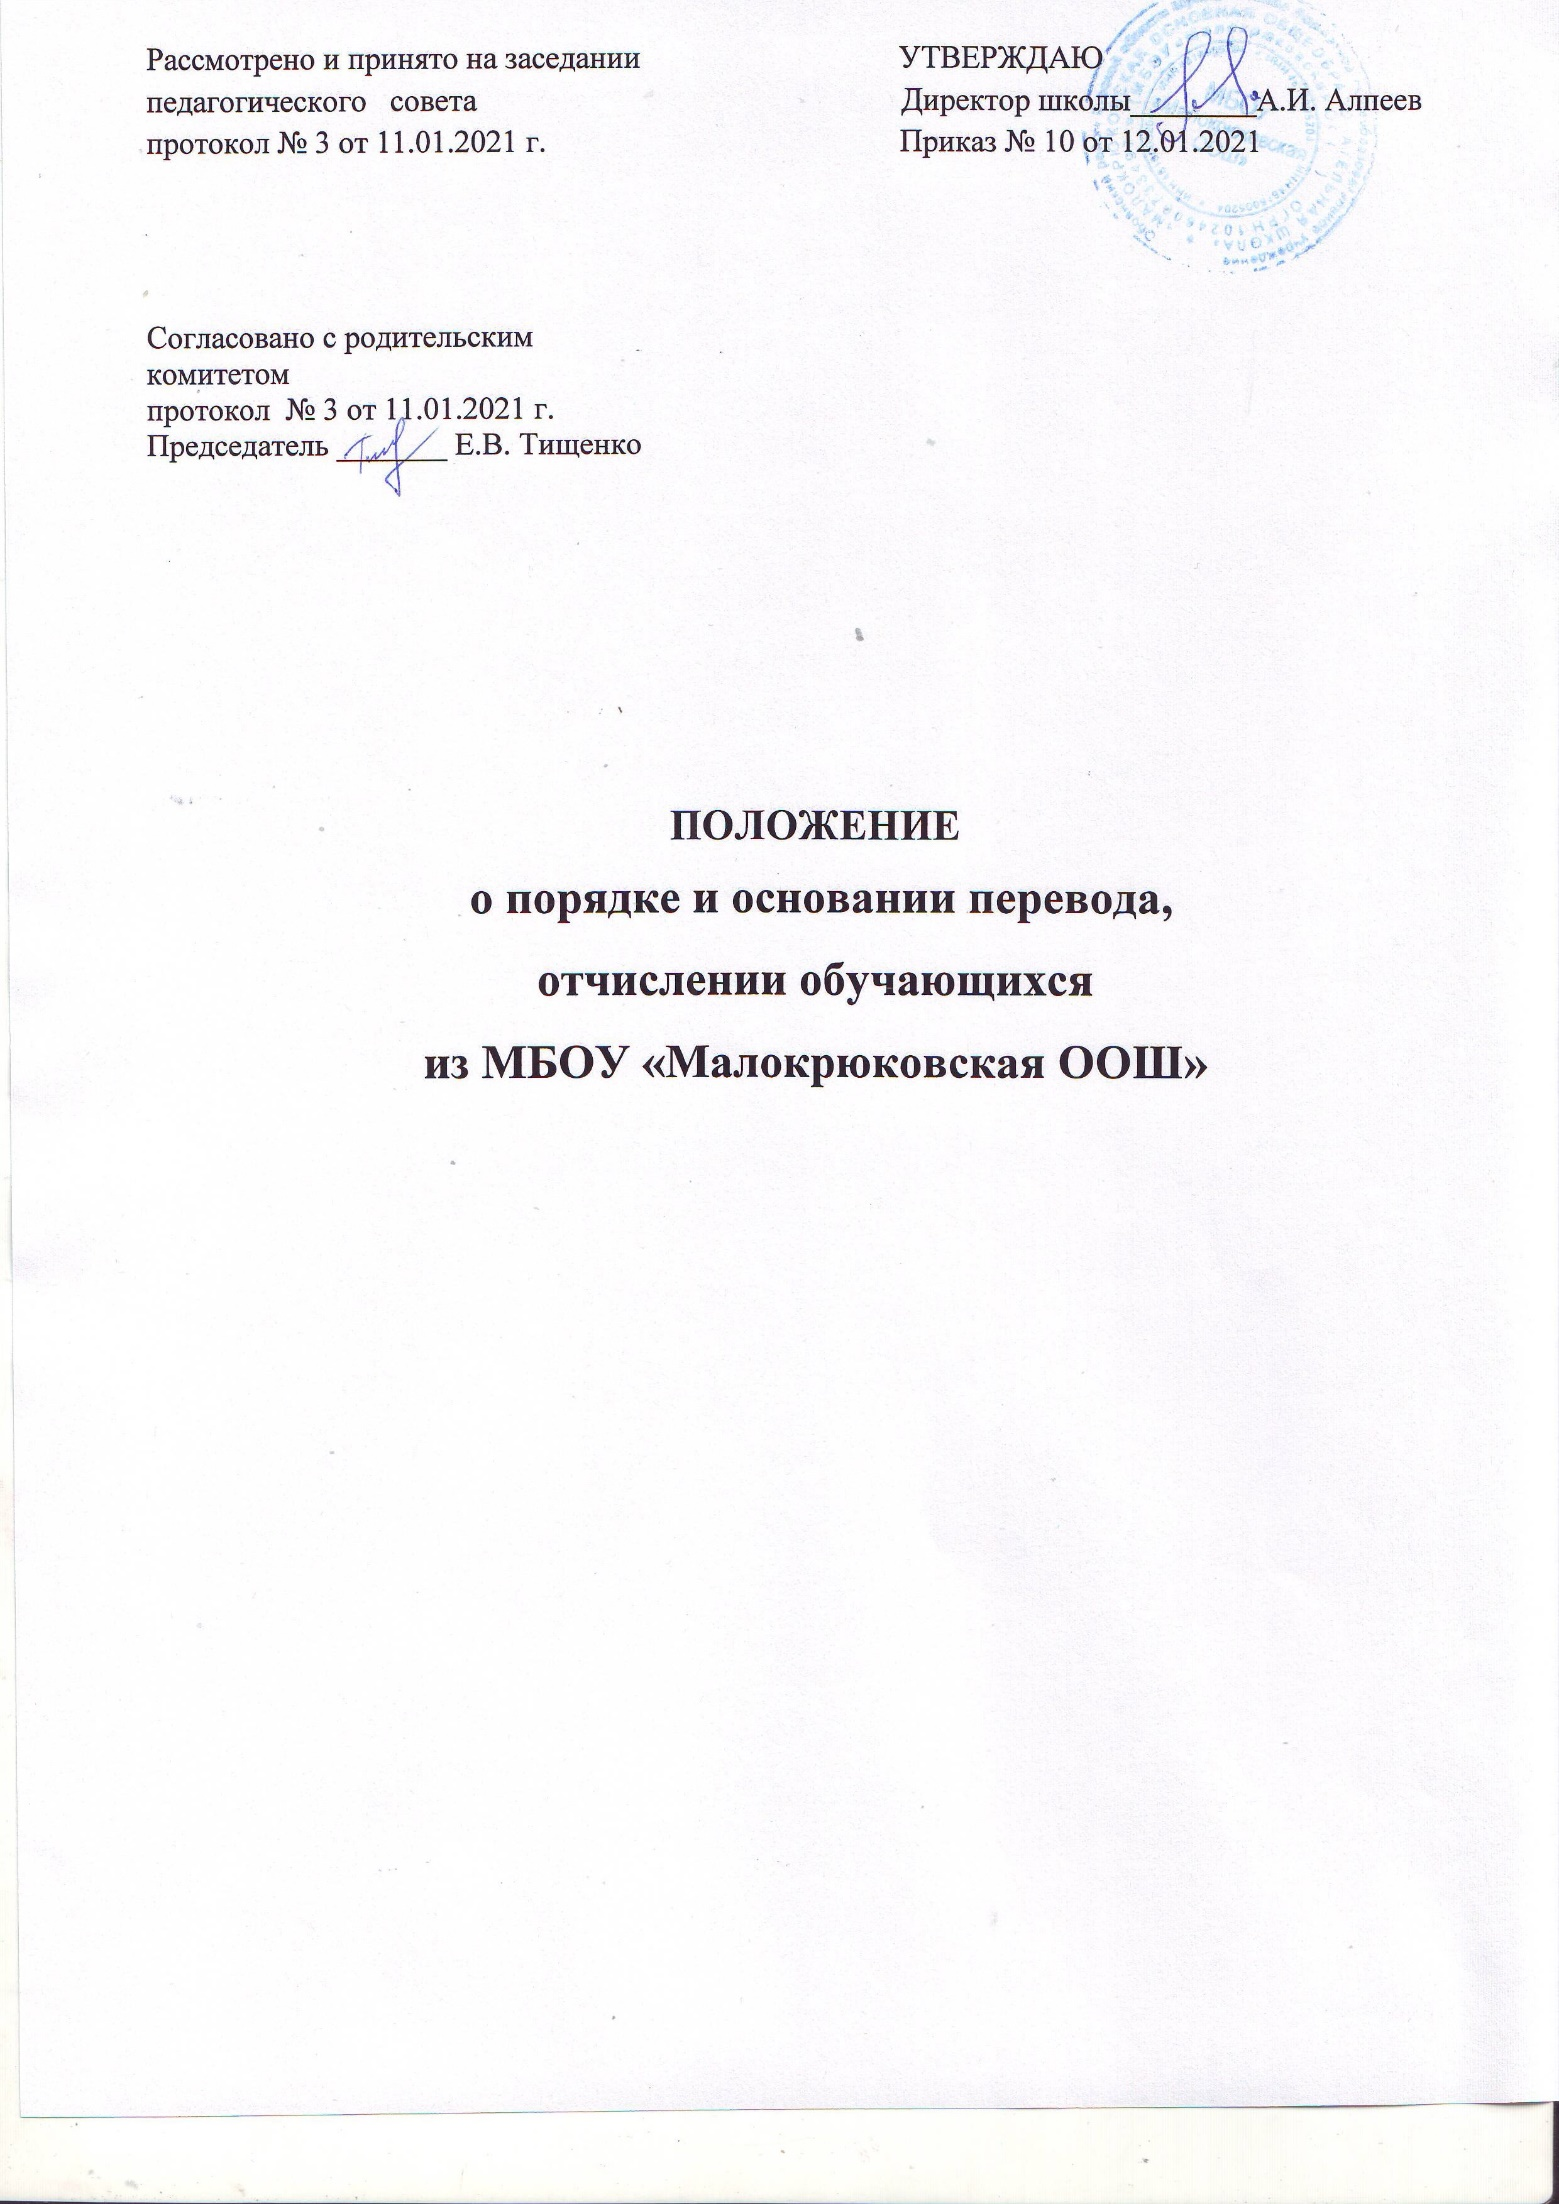 Рассмотрено и принято на заседании
педагогического совета
протокол № 3 от 11.01.2021 г.
УТВЕРЖДАЮ
Директор школы________А.И. Алпеев
Приказ № 10 от 12.01.2021
Согласовано с родительским
комитетом
протокол № 3 от 11.01.2021 г.
Председатель _______ Е.В. Тищенко
ПОЛОЖЕНИЕ
о порядке и основании перевода,
отчислении обучающихся
из МБОУ «Малокрюковская ООШ»